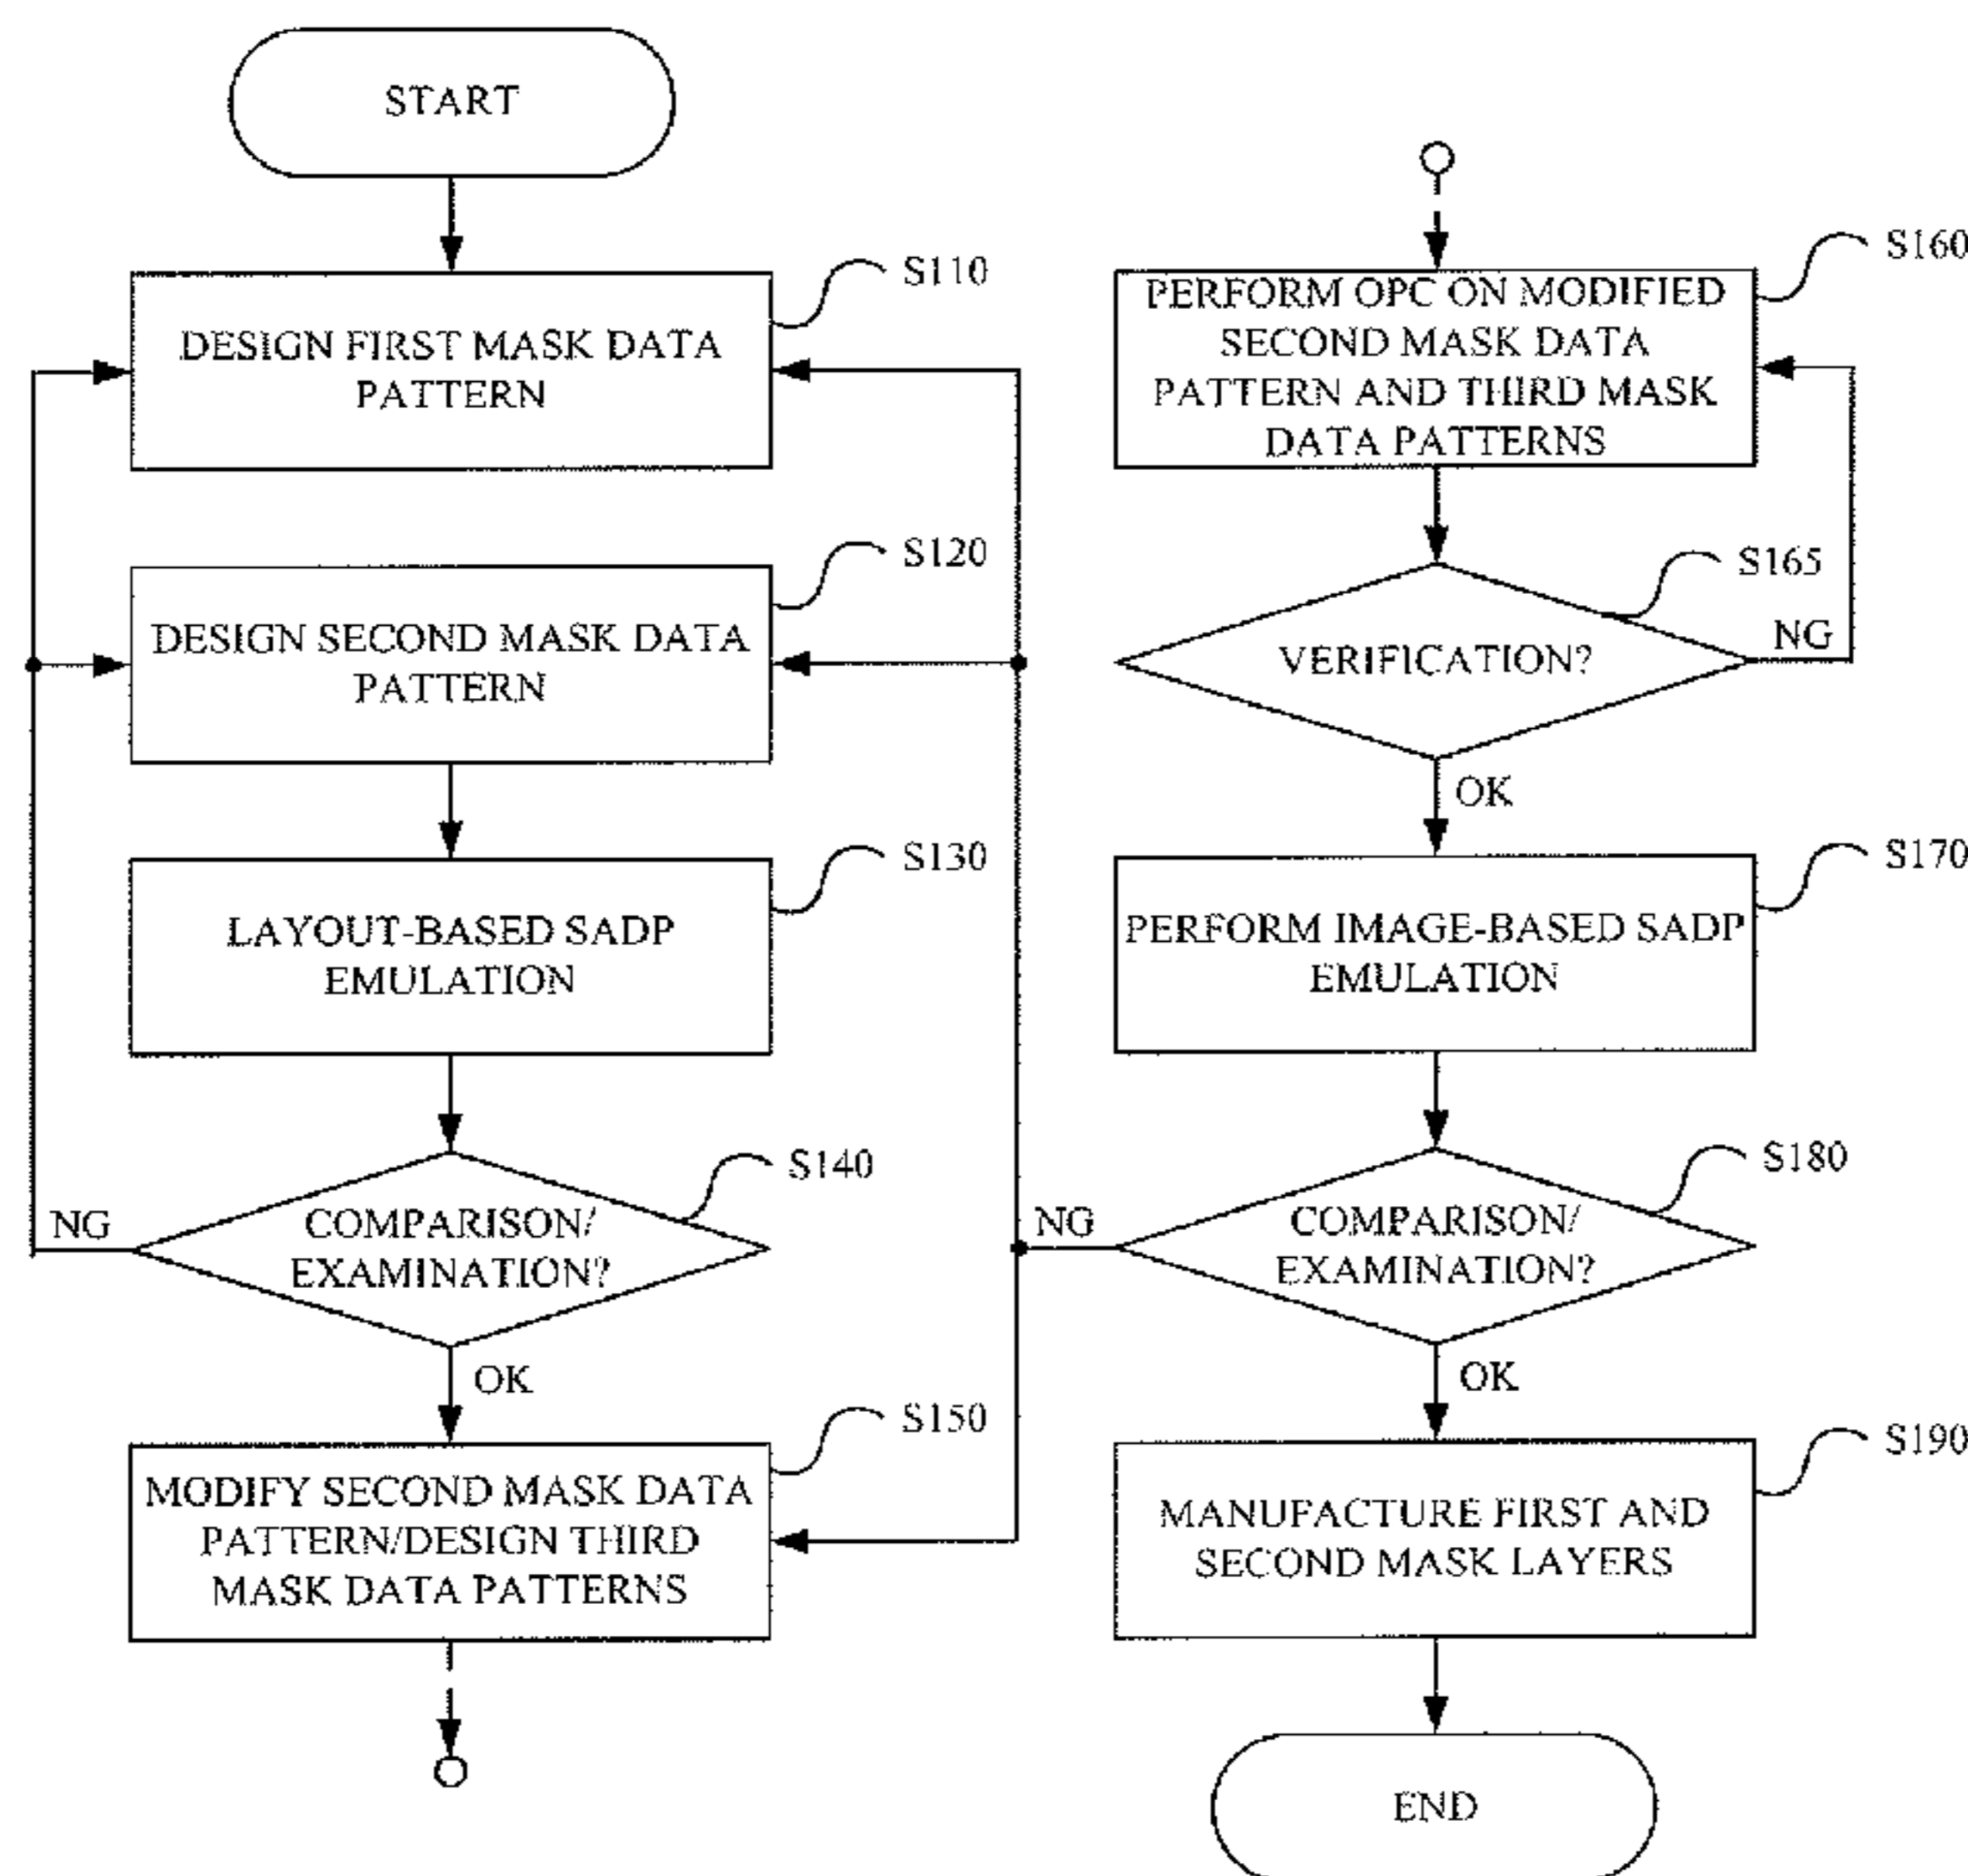 START
S110
DESIGN FIRST MASK DATA
PATTERN
S120
DESIGN SECOND MASK DATA
PATTERN
S130
LAYOUT-BASED SADP
EMULATION
S140
COMPARISON/
EXAMINATION?
NG
OK
S150
MODIFY SECOND MASK DATA
PATTERN/DESIGN THIRD
MASK DATA PATTERNS
S160
PERFORM OPC ON MODIFIED
SECOND MASK DATA
PATTERN AND THIRD MASK
DATA PATTERNS
S165
VERIFICATION?
NG
OK
S170
PERFORM IMAGE-BASED SADP
EMULATION
S180
COMPARISON/
EXAMINATION?
NG
OK
S190
MANUFACTURE FIRST AND
SECOND MASK LAYERS
END